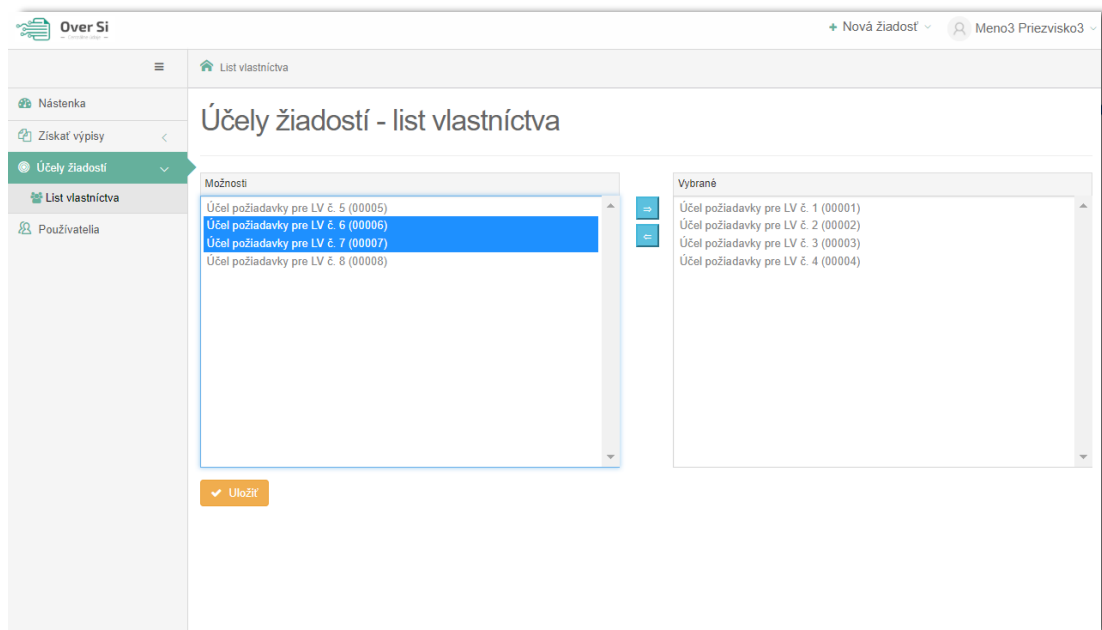 Over Si
+ Nová žiadosť
Meno3 Priezvisko3
List vlastníctva
Nástenka
Získať výpisy
Účely žiadostí
List vlastníctva
Používatelia
Účely žiadostí - list vlastníctva
Možnosti
Účel požiadavky pre LV č. 5 (00005)
Účel požiadavky pre LV č. 6 (00006)
Účel požiadavky pre LV č. 7 (00007)
Účel požiadavky pre LV č. 8 (00008)
⇒
⇐
Vybrané
Účel požiadavky pre LV č. 1 (00001)
Účel požiadavky pre LV č. 2 (00002)
Účel požiadavky pre LV č. 3 (00003)
Účel požiadavky pre LV č. 4 (00004)
Uložiť